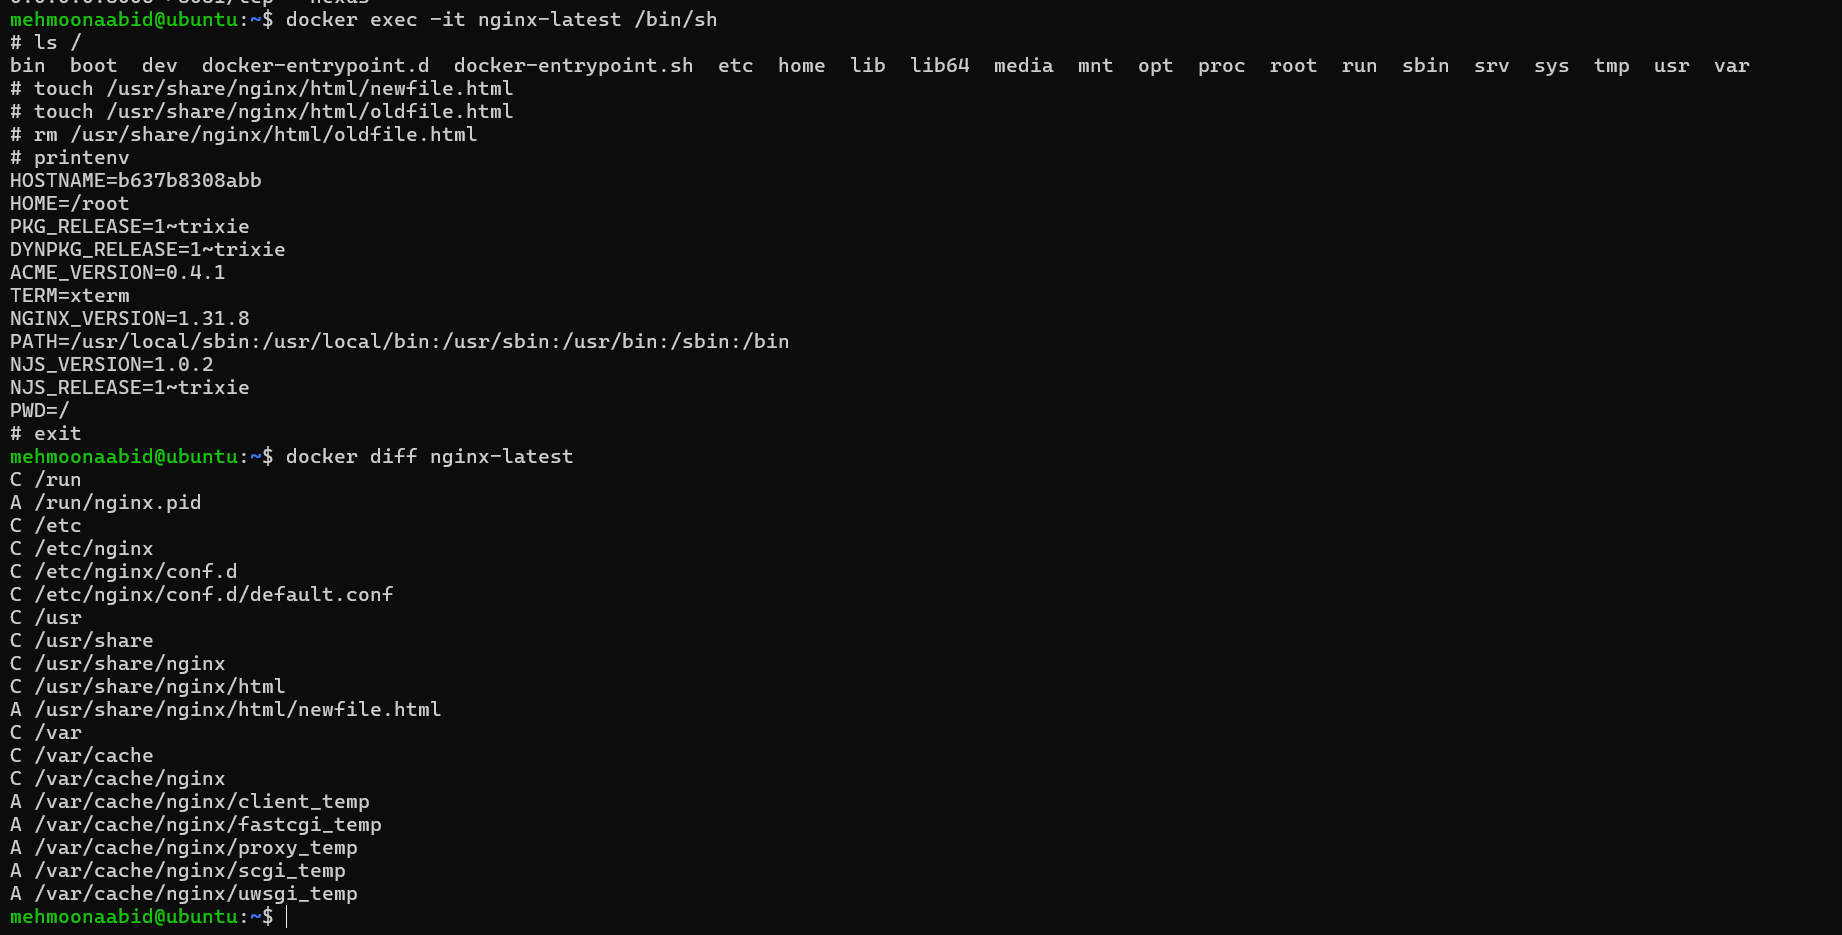 mehmoonaabid@ubuntu:~$ docker exec -it nginx-latest /bin/sh
# ls /
bin  boot  dev  docker-entrypoint.d  docker-entrypoint.sh  etc  home  lib  lib64  media  mnt  opt  proc  root  run  sbin  srv  sys  tmp  usr  var
# touch /usr/share/nginx/html/newfile.html
# touch /usr/share/nginx/html/oldfile.html
# rm /usr/share/nginx/html/oldfile.html
# printenv
HOSTNAME=b637b8308abb
HOME=/root
PKG_RELEASE=1~trixie
DYNPKG_RELEASE=1~trixie
ACME_VERSION=0.4.1
TERM=xterm
NGINX_VERSION=1.31.8
PATH=/usr/local/sbin:/usr/local/bin:/usr/sbin:/usr/bin:/sbin:/bin
NJS_VERSION=1.0.2
NJS_RELEASE=1~trixie
PWD=/
# exit
mehmoonaabid@ubuntu:~$ docker diff nginx-latest
C /run
A /run/nginx.pid
C /etc
C /etc/nginx
C /etc/nginx/conf.d
C /etc/nginx/conf.d/default.conf
C /usr
C /usr/share
C /usr/share/nginx
C /usr/share/nginx/html
A /usr/share/nginx/html/newfile.html
C /var
C /var/cache
C /var/cache/nginx
A /var/cache/nginx/client_temp
A /var/cache/nginx/fastcgi_temp
A /var/cache/nginx/proxy_temp
A /var/cache/nginx/scgi_temp
A /var/cache/nginx/uwsgi_temp
mehmoonaabid@ubuntu:~$